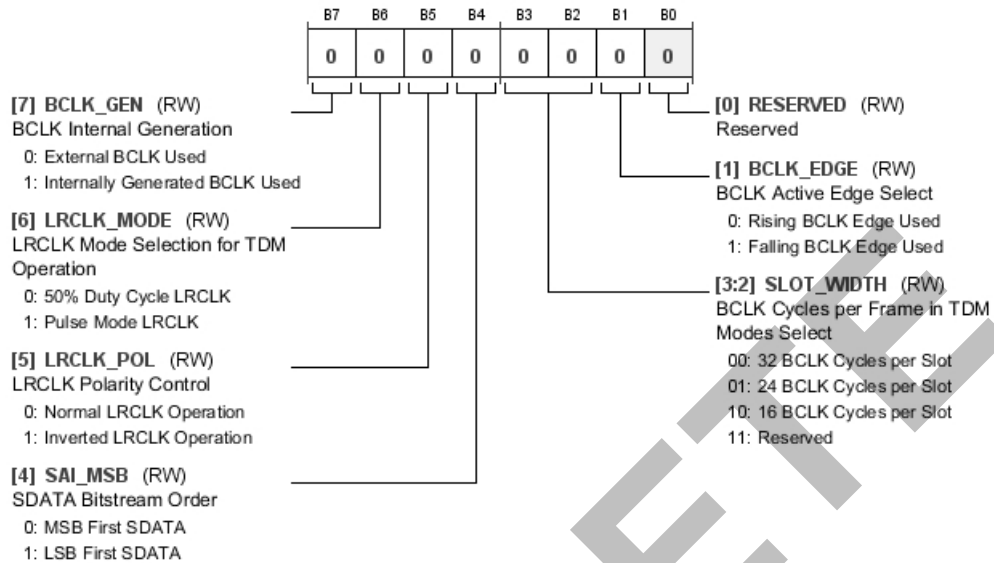 B7 B6 B5 B4 B3 B2 B1 B0
0 0 0 0 0 0 0 0
[7] BCLK_GEN (RW)
BCLK Internal Generation
0: External BCLK Used
1: Internally Generated BCLK Used
[6] LRCLK_MODE (RW)
LRCLK Mode Selection for TDM
Operation
0: 50% Duty Cycle LRCLK
1: Pulse Mode LRCLK
[5] LRCLK_POL (RW)
LRCLK Polarity Control
0: Normal LRCLK Operation
1: Inverted LRCLK Operation
[4] SAI_MSB (RW)
SDATA Bitstream Order
0: MSB First SDATA
1: LSB First SDATA
[0] RESERVED (RW)
Reserved
[1] BCLK_EDGE (RW)
BCLK Active Edge Select
0: Rising BCLK Edge Used
1: Falling BCLK Edge Used
[3:2] SLOT_WIDTH (RW)
BCLK Cycles per Frame in TDM
Modes Select
00: 32 BCLK Cycles per Slot
01: 24 BCLK Cycles per Slot
10: 16 BCLK Cycles per Slot
11: Reserved
ETE